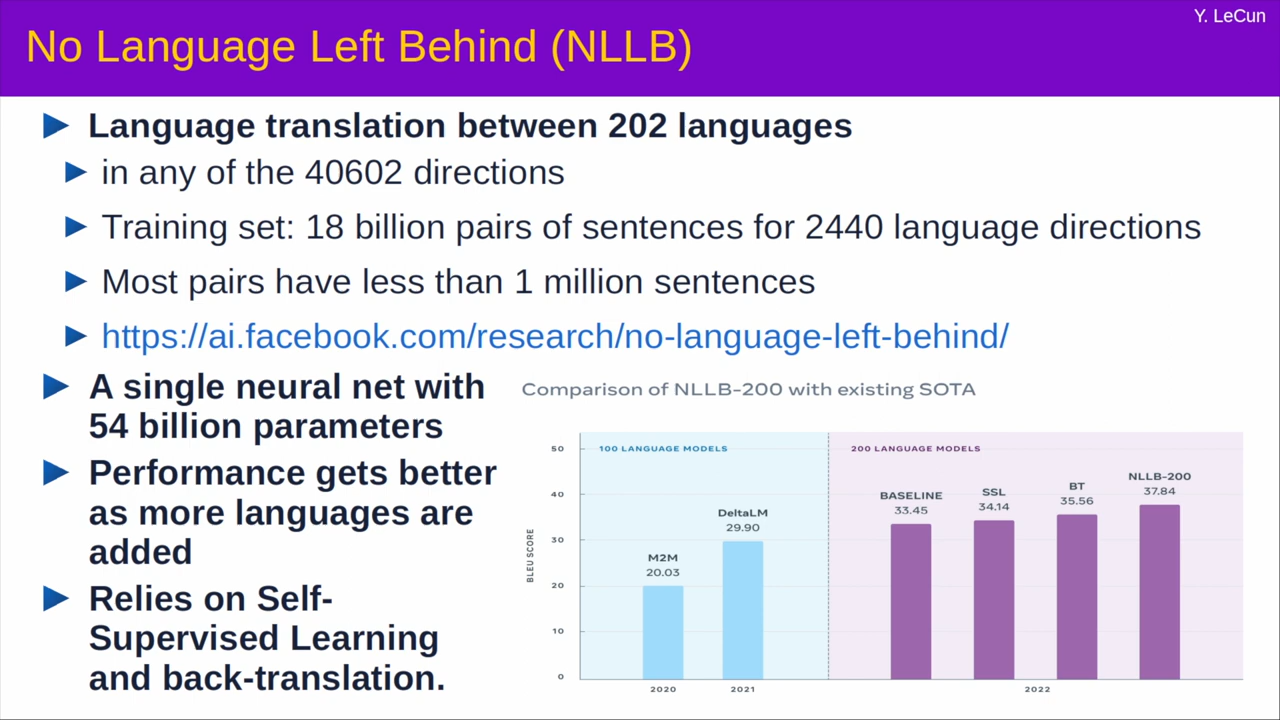 Y. LeCun
No Language Left Behind (NLLB)
Language translation between 202 languages
in any of the 40602 directions
Training set: 18 billion pairs of sentences for 2440 language directions
Most pairs have less than 1 million sentences
https://ai.facebook.com/research/no-language-left-behind/
A single neural net with
54 billion parameters
Performance gets better
as more languages are
added
Relies on Self-
Supervised Learning
and back-translation.
Comparison of NLLB-200 with existing SOTA
BLEU SCORE
50
40
30
20
10
0
100 LANGUAGE MODELS
M2M
20.03
DeltaLM
29.90
2020
2021
200 LANGUAGE MODELS
BASELINE
33.45
SSL
34.14
BT
35.56
NLLB-200
37.84
2022